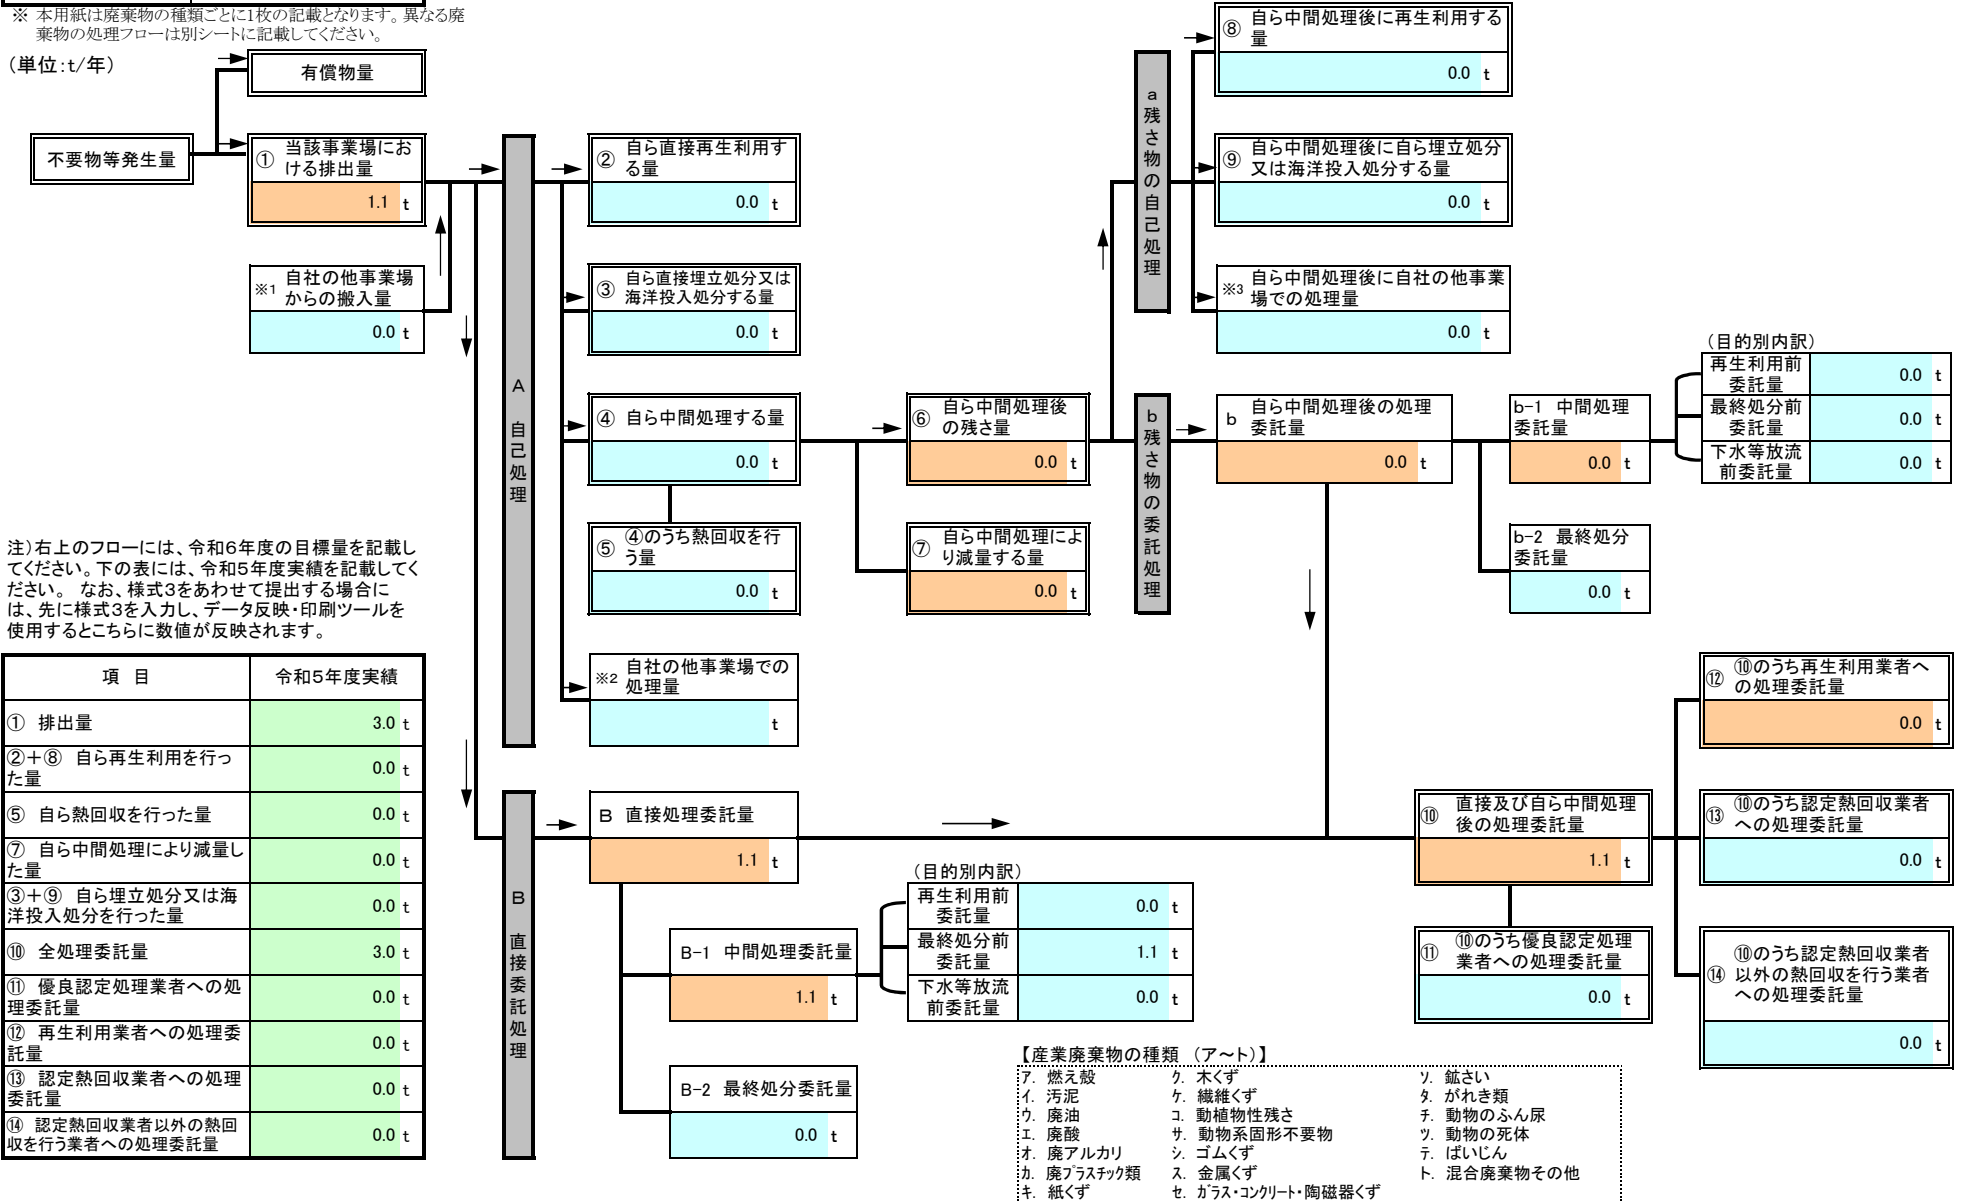 ※ 本用紙は廃棄物の種類ごとに1枚の記載となります。異なる廃
棄物の処理フローは別シートに記載してください。
（単位：t/年）
有償物量
不要物等発生量
① 当該事業場にお
ける排出量
1.1 t
※1 自社の他事業場
からの搬入量
0.0 t
A 自己処理
② 自ら直接再生利用す
る量
0.0 t
③ 自ら直接埋立処分又は
海洋投入処分する量
0.0 t
④ 自ら中間処理する量
0.0 t
⑤ ④のうち熱回収を行
う量
0.0 t
※2 自社の他事業場での
処理量
t
⑥ 自ら中間処理後
の残さ量
0.0 t
⑦ 自ら中間処理によ
り減量する量
0.0 t
a 残さ物の自己処理
⑧ 自ら中間処理後に再生利用する
量
0.0 t
⑨ 自ら中間処理後に自ら埋立処分
又は海洋投入処分する量
0.0 t
※3 自ら中間処理後に自社の他事業
場での処理量
0.0 t
b 残さ物の委託処理
b 自ら中間処理後の処理
委託量
0.0 t
b-1 中間処理
委託量
0.0 t
b-2 最終処分
委託量
0.0 t
（目的別内訳）
再生利用前
委託量
0.0 t
最終処分前
委託量
0.0 t
下水等放流
前委託量
0.0 t
注）右上のフローには、令和６年度の目標量を記載し
てください。下の表には、令和５年度実績を記載してく
ださい。 なお、様式３をあわせて提出する場合に
は、先に様式３を入力し、データ反映・印刷ツールを
使用するとこちらに数値が反映されます。
項 目 令和５年度実績
① 排出量 3.0 t
②＋⑧ 自ら再生利用を行っ
た量 0.0 t
⑤ 自ら熱回収を行った量 0.0 t
⑦ 自ら中間処理により減量し
た量 0.0 t
③＋⑨ 自ら埋立処分又は海
洋投入処分を行った量 0.0 t
⑩ 全処理委託量 3.0 t
⑪ 優良認定処理業者への処
理委託量 0.0 t
⑫ 再生利用業者への処理委
託量 0.0 t
⑬ 認定熱回収業者への処理
委託量 0.0 t
⑭ 認定熱回収業者以外の熱回
収を行う業者への処理委託量 0.0 t
B 直接委託処理
B 直接処理委託量
1.1 t
B-1 中間処理委託量
1.1 t
B-2 最終処分委託量
0.0 t
（目的別内訳）
再生利用前
委託量
0.0 t
最終処分前
委託量
1.1 t
下水等放流
前委託量
0.0 t
⑩ 直接及び自ら中間処理
後の処理委託量
1.1 t
⑪ ⑩のうち優良認定処理
業者への処理委託量
0.0 t
⑫ ⑩のうち再生利用業者へ
の処理委託量
0.0 t
⑬ ⑩のうち認定熱回収業者
への処理委託量
0.0 t
⑭ ⑩のうち認定熱回収業者
以外の熱回収を行う業者
への処理委託量
0.0 t
【産業廃棄物の種類 （ア～ト）】
ア. 燃え殻 ク. 木くず ソ. 鉱さい
イ. 汚泥 ケ. 繊維くず タ. がれき類
ウ. 廃油 コ. 動植物性残さ チ. 動物のふん尿
エ. 廃酸 サ. 動物系固形不要物 ツ. 動物の死体
オ. 廃アルカリ シ. ゴムくず テ. ばいじん
カ. 廃プラスチック類 ス. 金属くず ト. 混合廃棄物その他
キ. 紙くず セ. ガラス・コンクリート・陶磁器くず